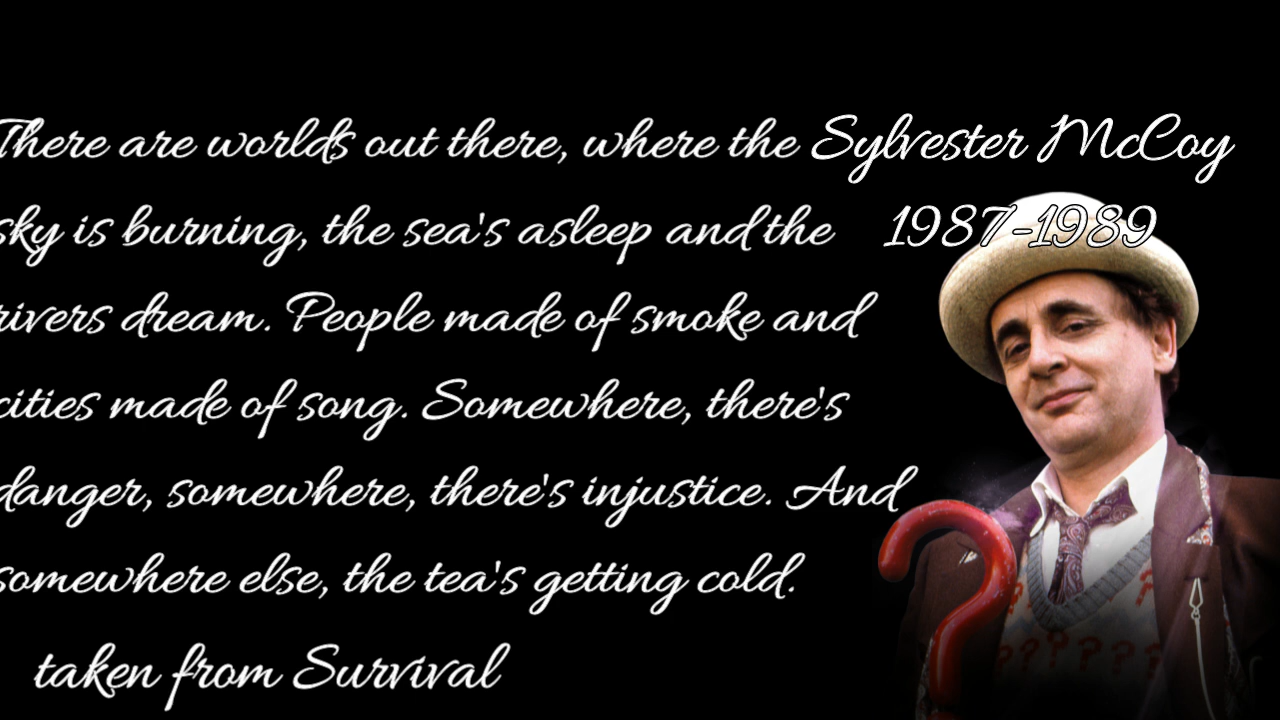 There are worlds out there, where the
sky is burning, the sea's asleep and the
rivers dream. People made of smoke and
cities made of song. Somewhere, there's
danger, somewhere, there's injustice. And
somewhere else, the tea's getting cold.
taken from Survival
Sylvester McCoy
1987-1989
????